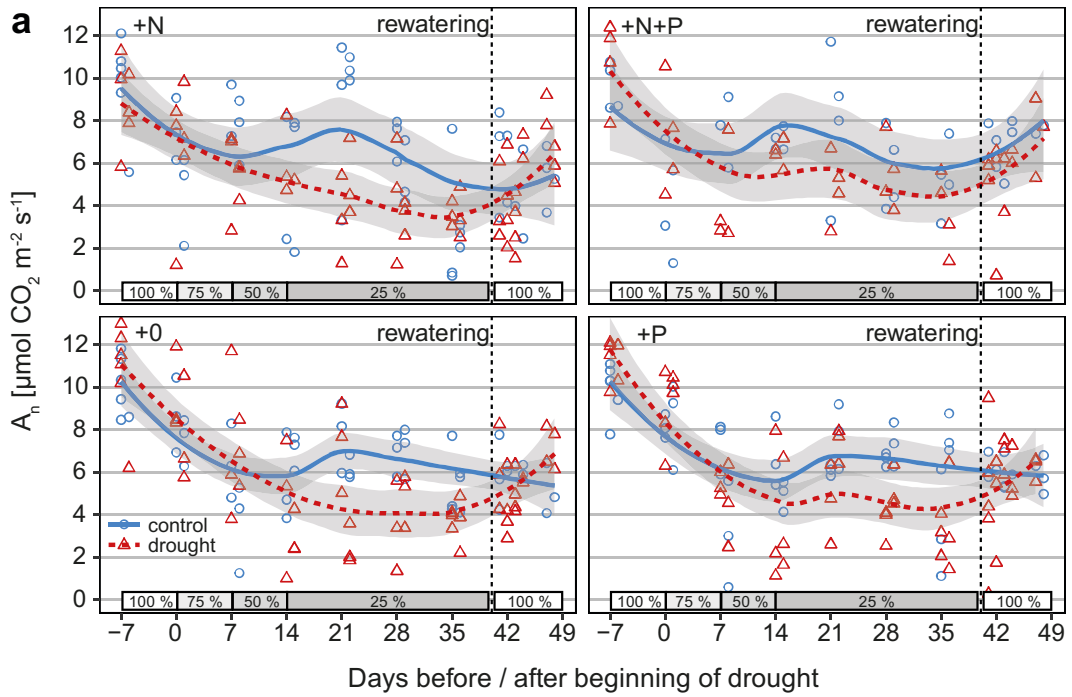 a
+N
rewatering
+N+P
rewatering
12
10
8
6
4
2
0
100 %
75 %
50 %
25 %
100 %
100 %
75 %
50 %
25 %
100 %
+0
rewatering
+P
rewatering
12
10
8
6
4
2
0
control
drought
100 %
75 %
50 %
25 %
100 %
100 %
75 %
50 %
25 %
100 %
−7 0 7 14 21 28 35 42 49
−7 0 7 14 21 28 35 42 49
Aₙ [µmol CO₂ m⁻² s⁻¹]
Days before / after beginning of drought